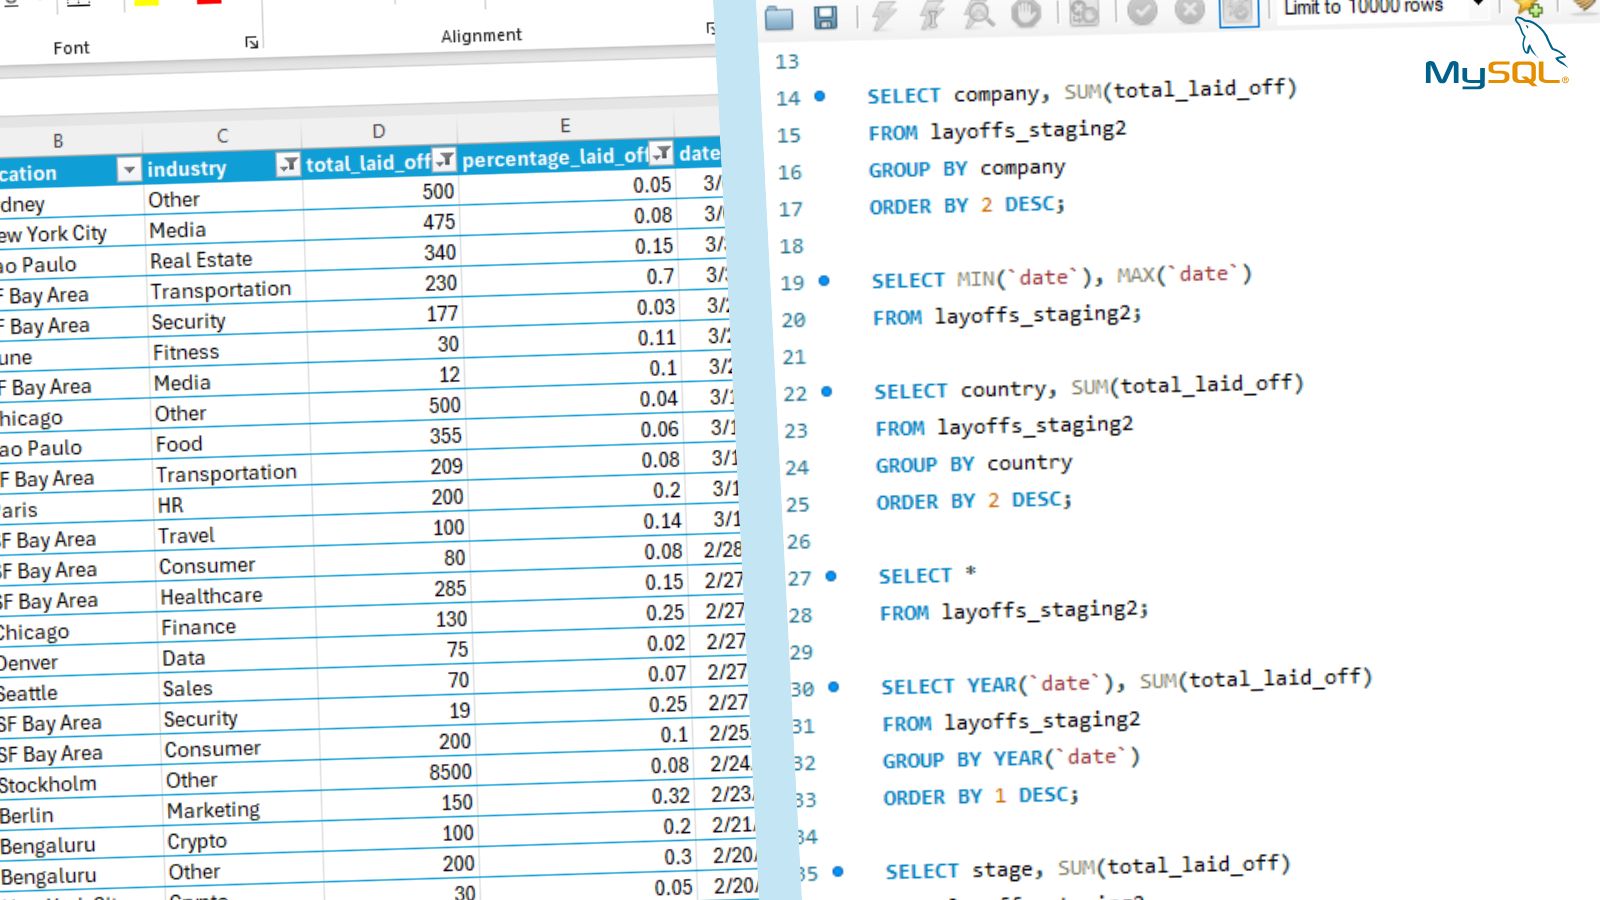 Font
Alignment
B C D E
cation industry total_laid_off percentage_laid_off date
dney Other 500 0.05 3/
ew York City Media 475 0.08 3/
ao Paulo Real Estate 340 0.15 3/
F Bay Area Transportation 230 0.7 3/
F Bay Area Security 177 0.03 3/2
une Fitness 30 0.11 3/2
F Bay Area Media 12 0.1 3/2
hicago Other 500 0.04 3/1
ao Paulo Food 355 0.06 3/1
F Bay Area Transportation 209 0.08 3/1
aris HR 200 0.2 3/1
SF Bay Area Travel 100 0.14 3/1
SF Bay Area Consumer 80 0.08 2/28
SF Bay Area Healthcare 285 0.15 2/27
Chicago Finance 130 0.25 2/27
Denver Data 75 0.02 2/27
Seattle Sales 70 0.07 2/27
SF Bay Area Security 19 0.25 2/27
SF Bay Area Consumer 200 0.1 2/25
Stockholm Other 8500 0.08 2/24
Berlin Marketing 150 0.32 2/23
Bengaluru Crypto 100 0.2 2/21/
Bengaluru Other 200 0.3 2/20/
30 0.05 2/20/
Limit to 10000 rows
MySQL®
13
14 SELECT company, SUM(total_laid_off)
15 FROM layoffs_staging2
16 GROUP BY company
17 ORDER BY 2 DESC;
18
19 SELECT MIN(`date`), MAX(`date`)
20 FROM layoffs_staging2;
21
22 SELECT country, SUM(total_laid_off)
23 FROM layoffs_staging2
24 GROUP BY country
25 ORDER BY 2 DESC;
26
27 SELECT *
28 FROM layoffs_staging2;
29
30 SELECT YEAR(`date`), SUM(total_laid_off)
31 FROM layoffs_staging2
32 GROUP BY YEAR(`date`)
33 ORDER BY 1 DESC;
34
35 SELECT stage, SUM(total_laid_off)